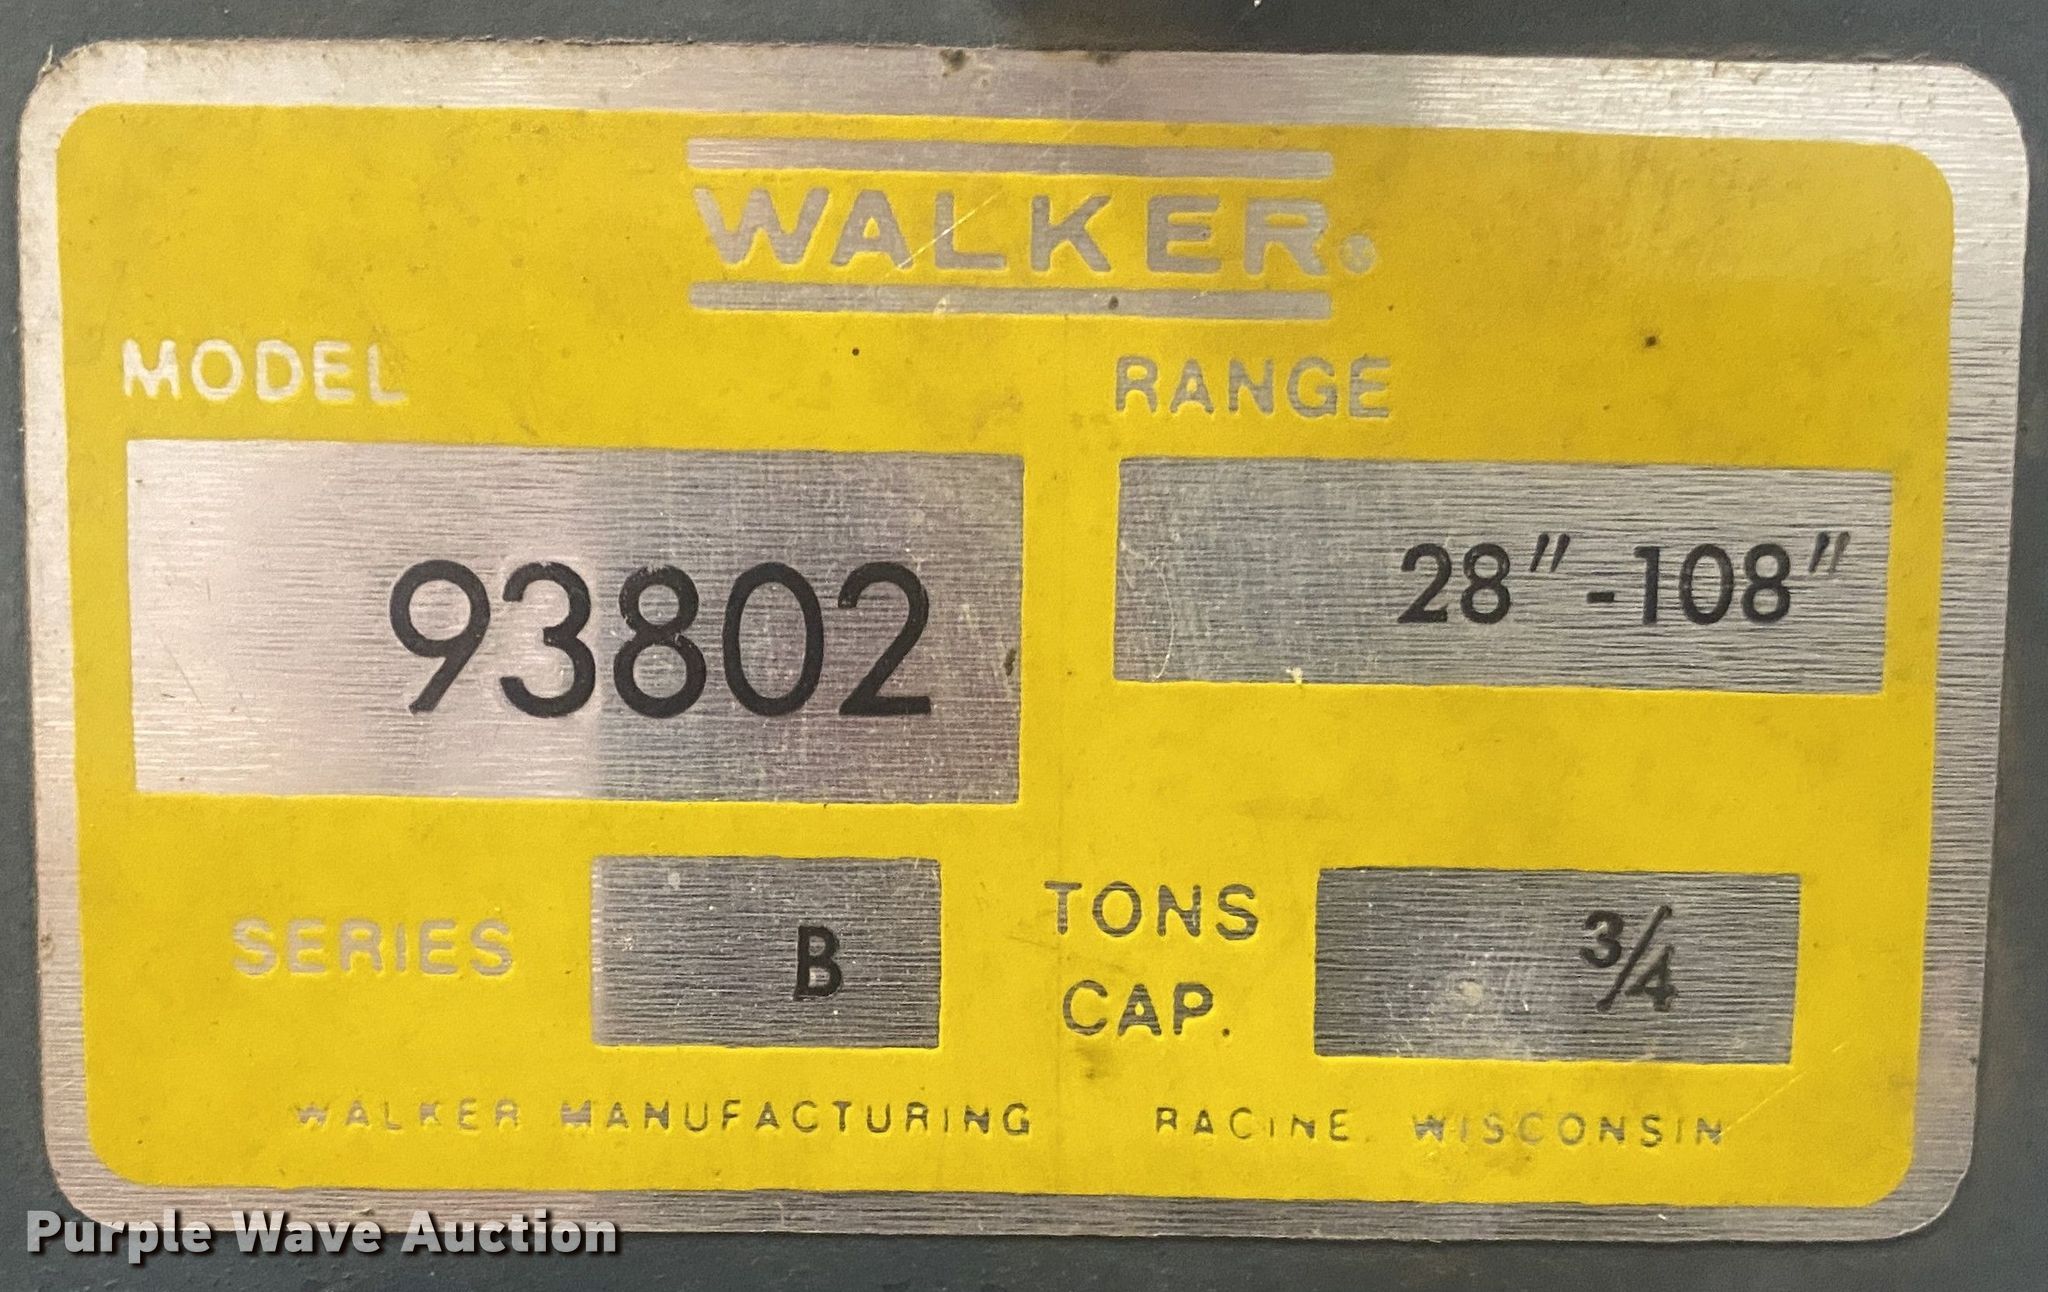 WALKER®
MODEL
RANGE
93802
28"-108"
SERIES
B
TONS
CAP.
3/4
WALKER MANUFACTURING RACINE, WISCONSIN
Purple Wave Auction